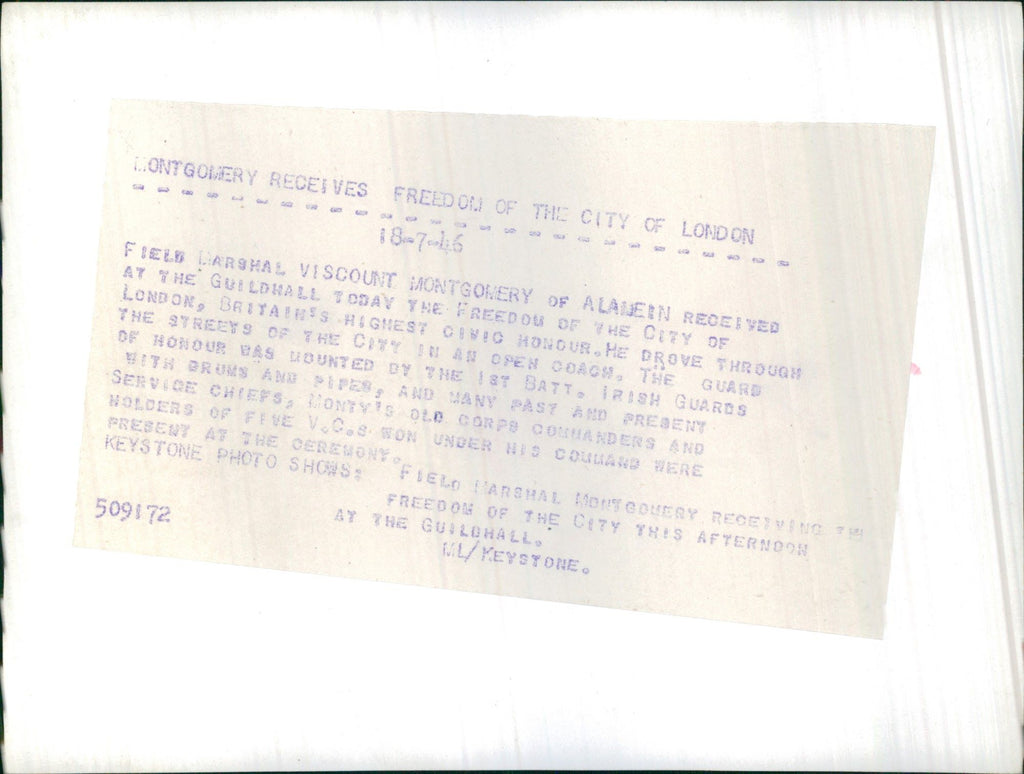 MONTGOMERY RECEIVES FREEDOM OF THE CITY OF LONDON
18-7-46
FIELD MARSHAL VISCOUNT MONTGOMERY OF ALAMEIN RECEIVED
AT THE GUILDHALL TODAY THE FREEDOM OF THE CITY OF
LONDON, BRITAIN'S HIGHEST CIVIC HONOUR. HE DROVE THROUGH
THE STREETS OF THE CITY IN AN OPEN COACH. THE GUARD
OF HONOUR WAS MOUNTED BY THE 1ST BATT. IRISH GUARDS
WITH DRUMS AND PIPES, AND MANY PAST AND PRESENT
SERVICE CHIEFS, MONTY'S OLD CORPS COMMANDERS AND
HOLDERS OF FIVE V.C.S WON UNDER HIS COMMAND WERE
PRESENT AT THE CEREMONY.
KEYSTONE PHOTO SHOWS: FIELD MARSHAL MONTGOMERY RECEIVING THE
FREEDOM OF THE CITY THIS AFTERNOON
AT THE GUILDHALL.
509172
ML/KEYSTONE.